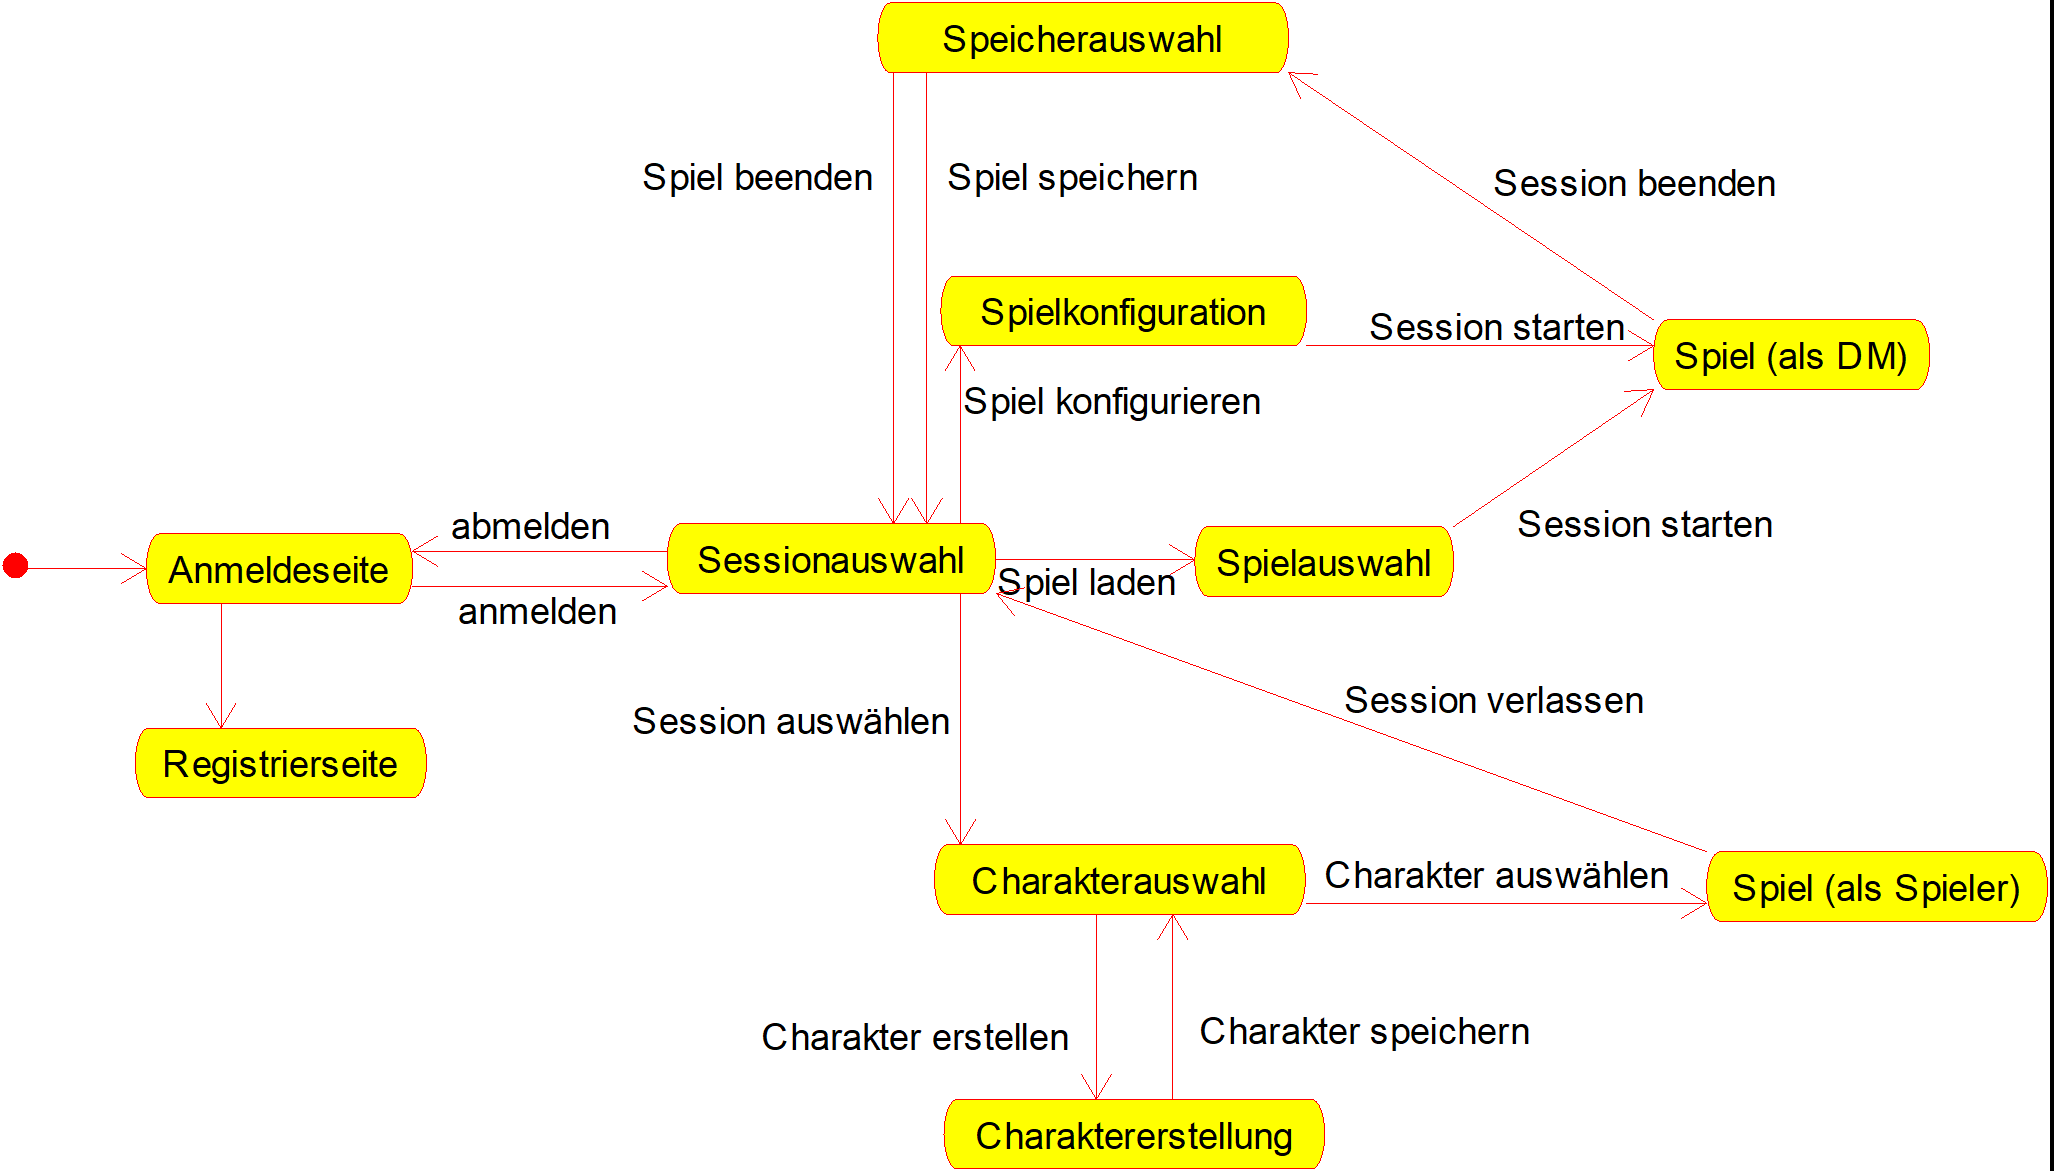 Speicherauswahl
Spiel beenden
Spiel speichern
Session beenden
Spielkonfiguration
Session starten
Spiel (als DM)
Spiel konfigurieren
abmelden
Session starten
Anmeldeseite
Sessionauswahl
Spielauswahl
Spiel laden
anmelden
Session verlassen
Session auswählen
Registrierseite
Charakterauswahl
Charakter auswählen
Spiel (als Spieler)
Charakter erstellen
Charakter speichern
Charaktererstellung